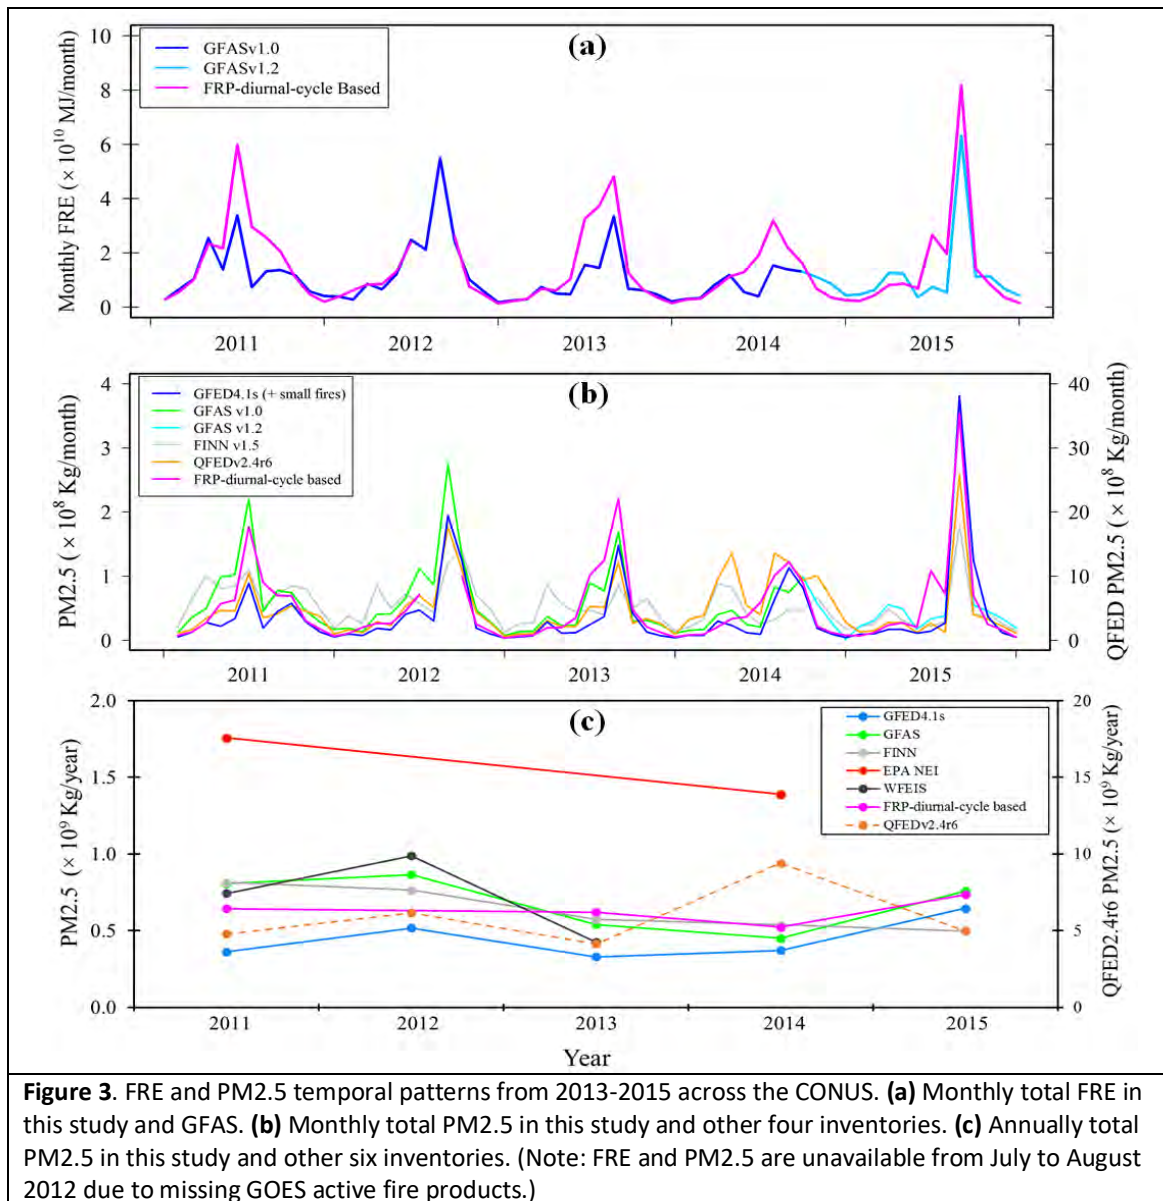 (a)
GFASv1.0
GFASv1.2
FRP-diurnal-cycle Based
Monthly FRE (× 10¹⁰ MJ/month)
10
8
6
4
2
0
2011 2012 2013 2014 2015
(b)
GFED4.1s (+ small fires)
GFAS v1.0
GFAS v1.2
FINN v1.5
QFEDv2.4r6
FRP-diurnal-cycle based
PM2.5 (× 10⁸ Kg/month)
4
3
2
1
0
QFED PM2.5 (× 10⁸ Kg/month)
40
30
20
10
0
2011 2012 2013 2014 2015
(c)
GFED4.1s
GFAS
FINN
EPA NEI
WFEIS
FRP-diurnal-cycle based
QFEDv2.4r6
PM2.5 (× 10⁹ Kg/year)
2.0
1.5
1.0
0.5
0.0
QFED2.4r6 PM2.5 (× 10⁹ Kg/year)
20
15
10
5
0
2011 2012 2013 2014 2015
Year
Figure 3. FRE and PM2.5 temporal patterns from 2013-2015 across the CONUS. (a) Monthly total FRE in
this study and GFAS. (b) Monthly total PM2.5 in this study and other four inventories. (c) Annually total
PM2.5 in this study and other six inventories. (Note: FRE and PM2.5 are unavailable from July to August
2012 due to missing GOES active fire products.)